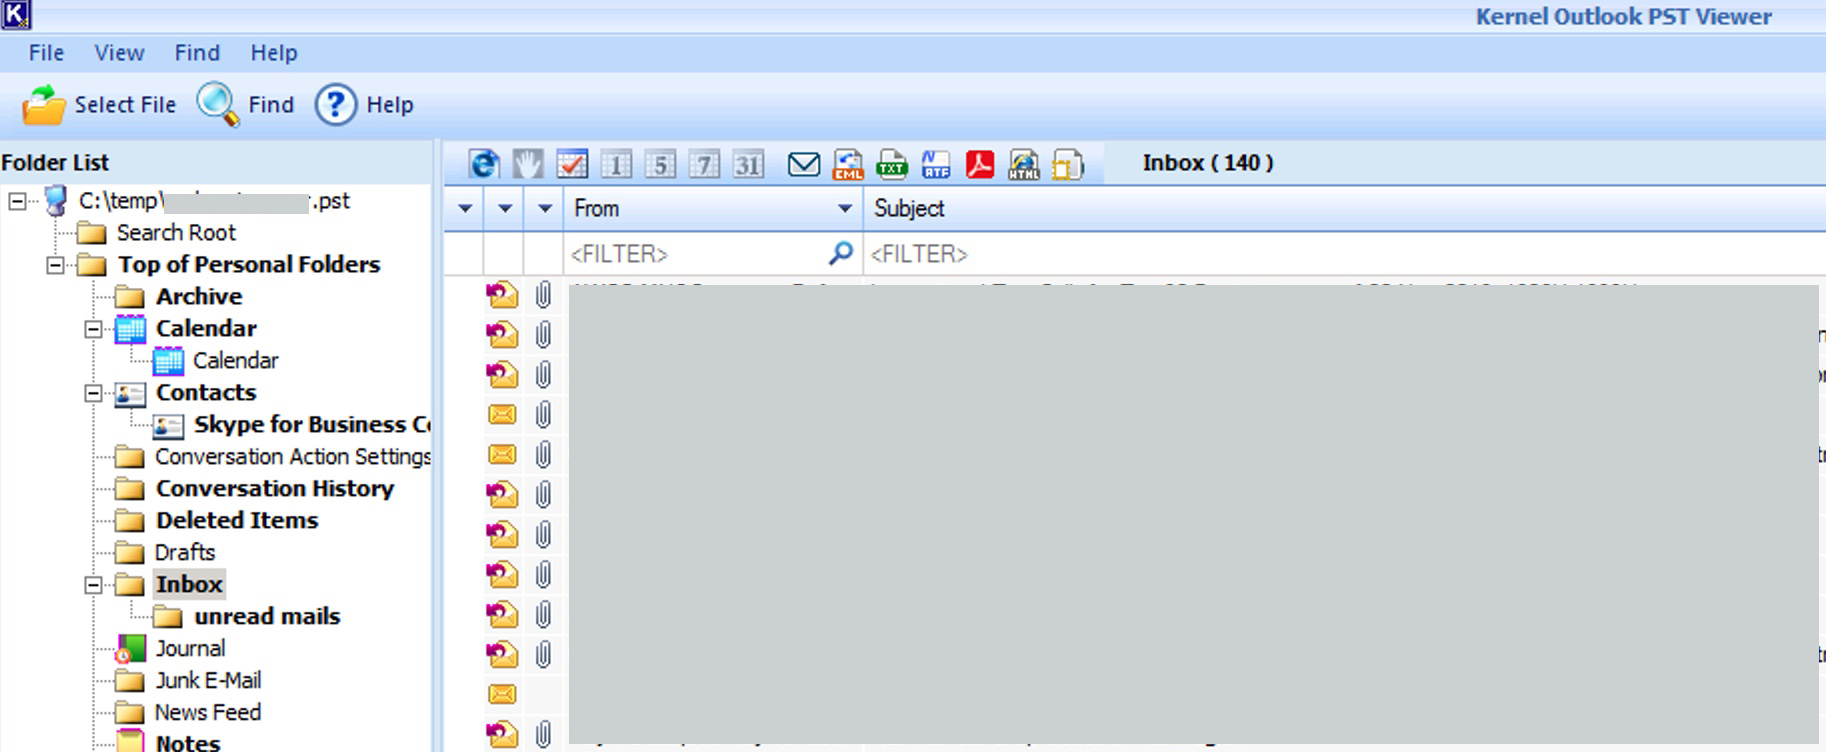 K
Kernel Outlook PST Viewer
File View Find Help
Select File Find ? Help
Folder List
1 5 7 31 EML TXT RTF HTML Inbox ( 140 )
C:\temp\ .pst
From Subject
Search Root
<FILTER> <FILTER>
Top of Personal Folders
Archive
Calendar
Calendar
Contacts
Skype for Business C
Conversation Action Settings
Conversation History
Deleted Items
Drafts
Inbox
unread mails
Journal
Junk E-Mail
News Feed
Notes